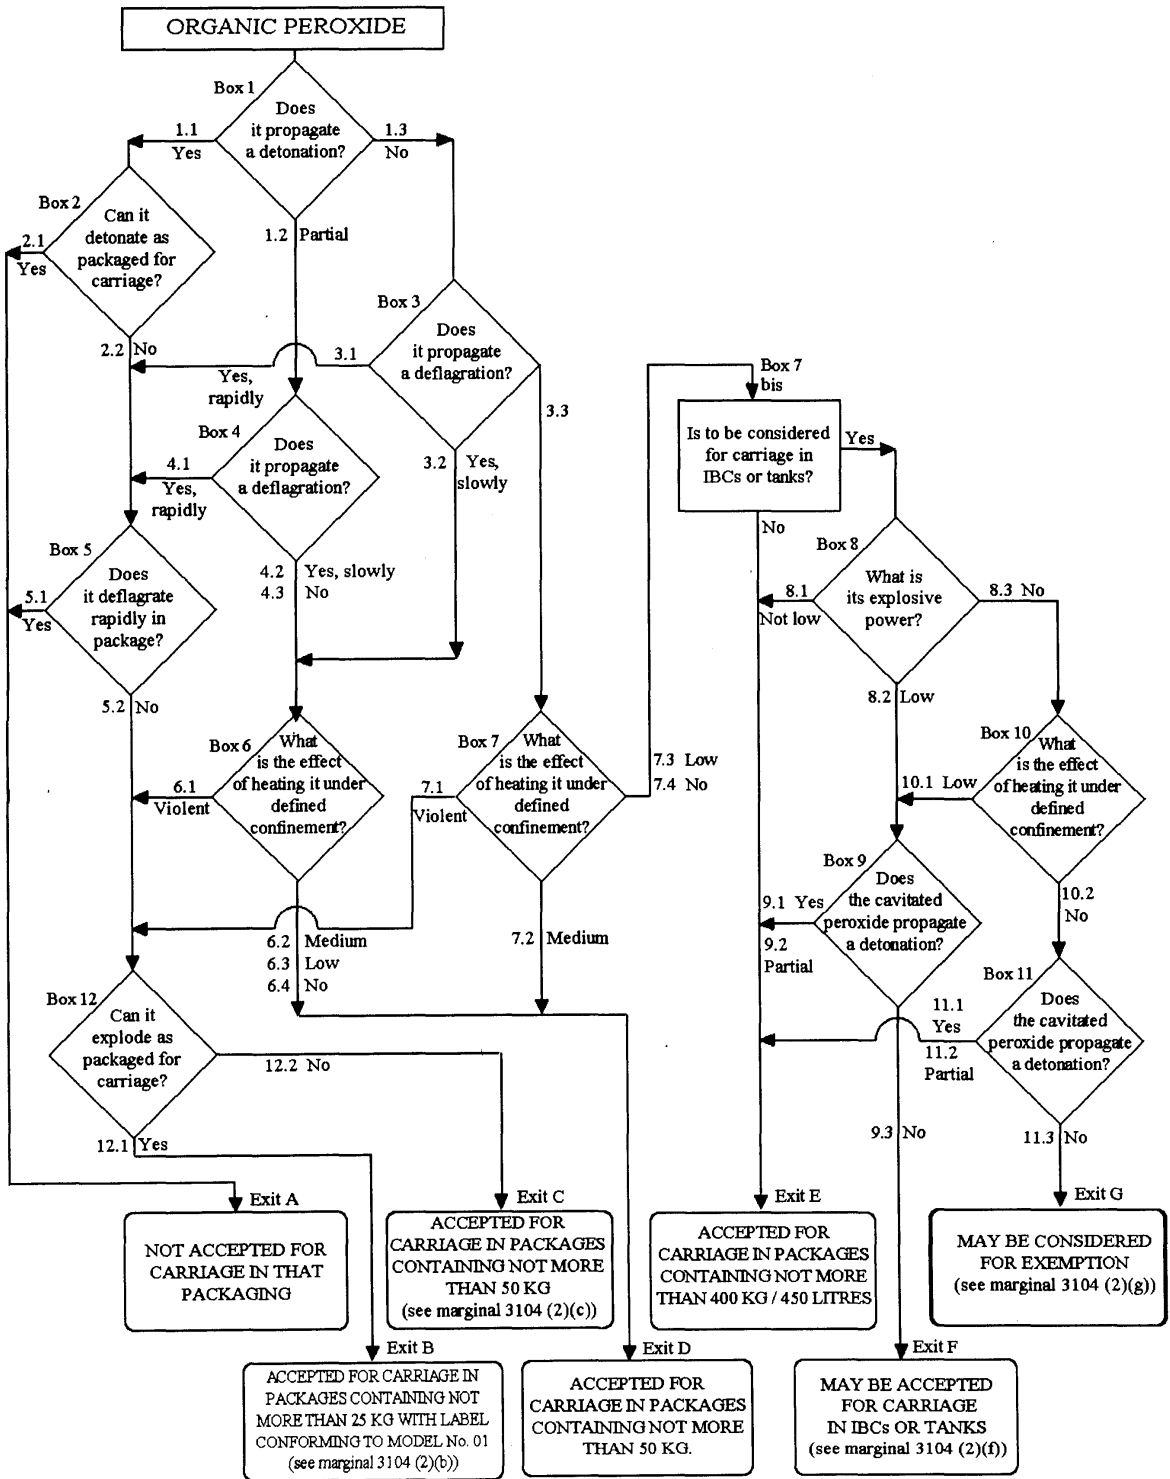 ORGANIC PEROXIDE
Box 1
Does
it propagate
a detonation?
1.1
Yes
1.3
No
1.2 Partial
Box 2
Can it
detonate as
packaged for
carriage?
2.1
Yes
2.2 No
Box 3
Does
it propagate
a deflagration?
3.1
Yes,
rapidly
3.2 Yes,
slowly
3.3
Box 4
Does
it propagate
a deflagration?
4.1
Yes,
rapidly
4.2 Yes, slowly
4.3 No
Box 5
Does
it deflagrate
rapidly in
package?
5.1
Yes
5.2 No
Box 6
What
is the effect
of heating it under
defined
confinement?
6.1
Violent
6.2 Medium
6.3 Low
6.4 No
Box 7
What
is the effect
of heating it under
defined
confinement?
7.1
Violent
7.2 Medium
7.3 Low
7.4 No
Box 7
bis
Is to be considered
for carriage in
IBCs or tanks?
Yes
No
Box 8
What is
its explosive
power?
8.1
Not low
8.2 Low
8.3 No
Box 10
What
is the effect
of heating it under
defined
confinement?
10.1 Low
10.2
No
Box 9
Does
the cavitated
peroxide propagate
a detonation?
9.1 Yes
9.2
Partial
9.3 No
Box 11
Does
the cavitated
peroxide propagate
a detonation?
11.1
Yes
11.2
Partial
11.3 No
Box 12
Can it
explode as
packaged for
carriage?
12.1 Yes
12.2 No
Exit A
NOT ACCEPTED FOR
CARRIAGE IN THAT
PACKAGING
Exit C
ACCEPTED FOR
CARRIAGE IN PACKAGES
CONTAINING NOT MORE
THAN 50 KG
(see marginal 3104 (2)(c))
Exit E
ACCEPTED FOR
CARRIAGE IN PACKAGES
CONTAINING NOT MORE
THAN 400 KG / 450 LITRES
Exit G
MAY BE CONSIDERED
FOR EXEMPTION
(see marginal 3104 (2)(g))
Exit B
ACCEPTED FOR CARRIAGE IN
PACKAGES CONTAINING NOT
MORE THAN 25 KG WITH LABEL
CONFORMING TO MODEL No. 01
(see marginal 3104 (2)(b))
Exit D
ACCEPTED FOR
CARRIAGE IN PACKAGES
CONTAINING NOT MORE
THAN 50 KG.
Exit F
MAY BE ACCEPTED
FOR CARRIAGE
IN IBCs OR TANKS
(see marginal 3104 (2)(f))